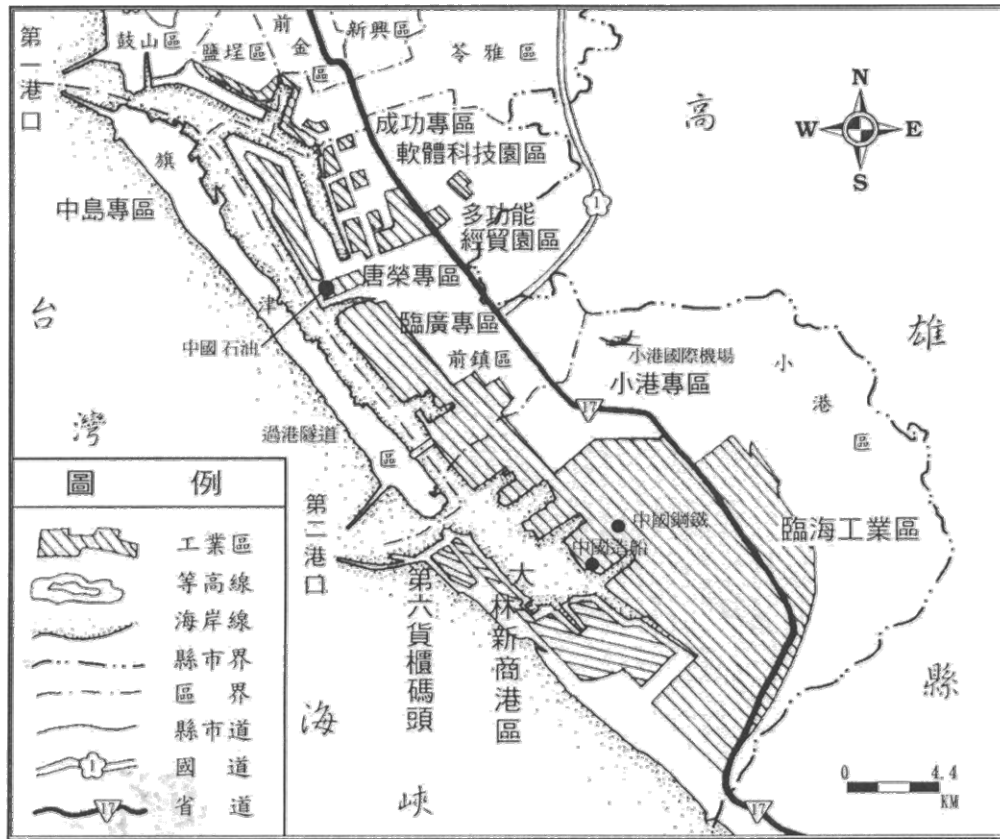 第一港口
鼓山區
鹽埕區
前金區
新興區
苓雅區
高雄縣
N
W
E
S
成功專區
軟體科技園區
旗津區
中島專區
多功能
經貿園區
1
唐榮專區
臨廣專區
中國石油
前鎮區
小港國際機場
小港專區
小港區
17
台灣海峽
過港隧道
第二港口
中國鋼鐵
中國造船
臨海工業區
大林新商港區
第六貨櫃碼頭
圖例
工業區
等高線
海岸線
縣市界
區界
縣市道
1
國道
17
省道
17
0 4.4
KM